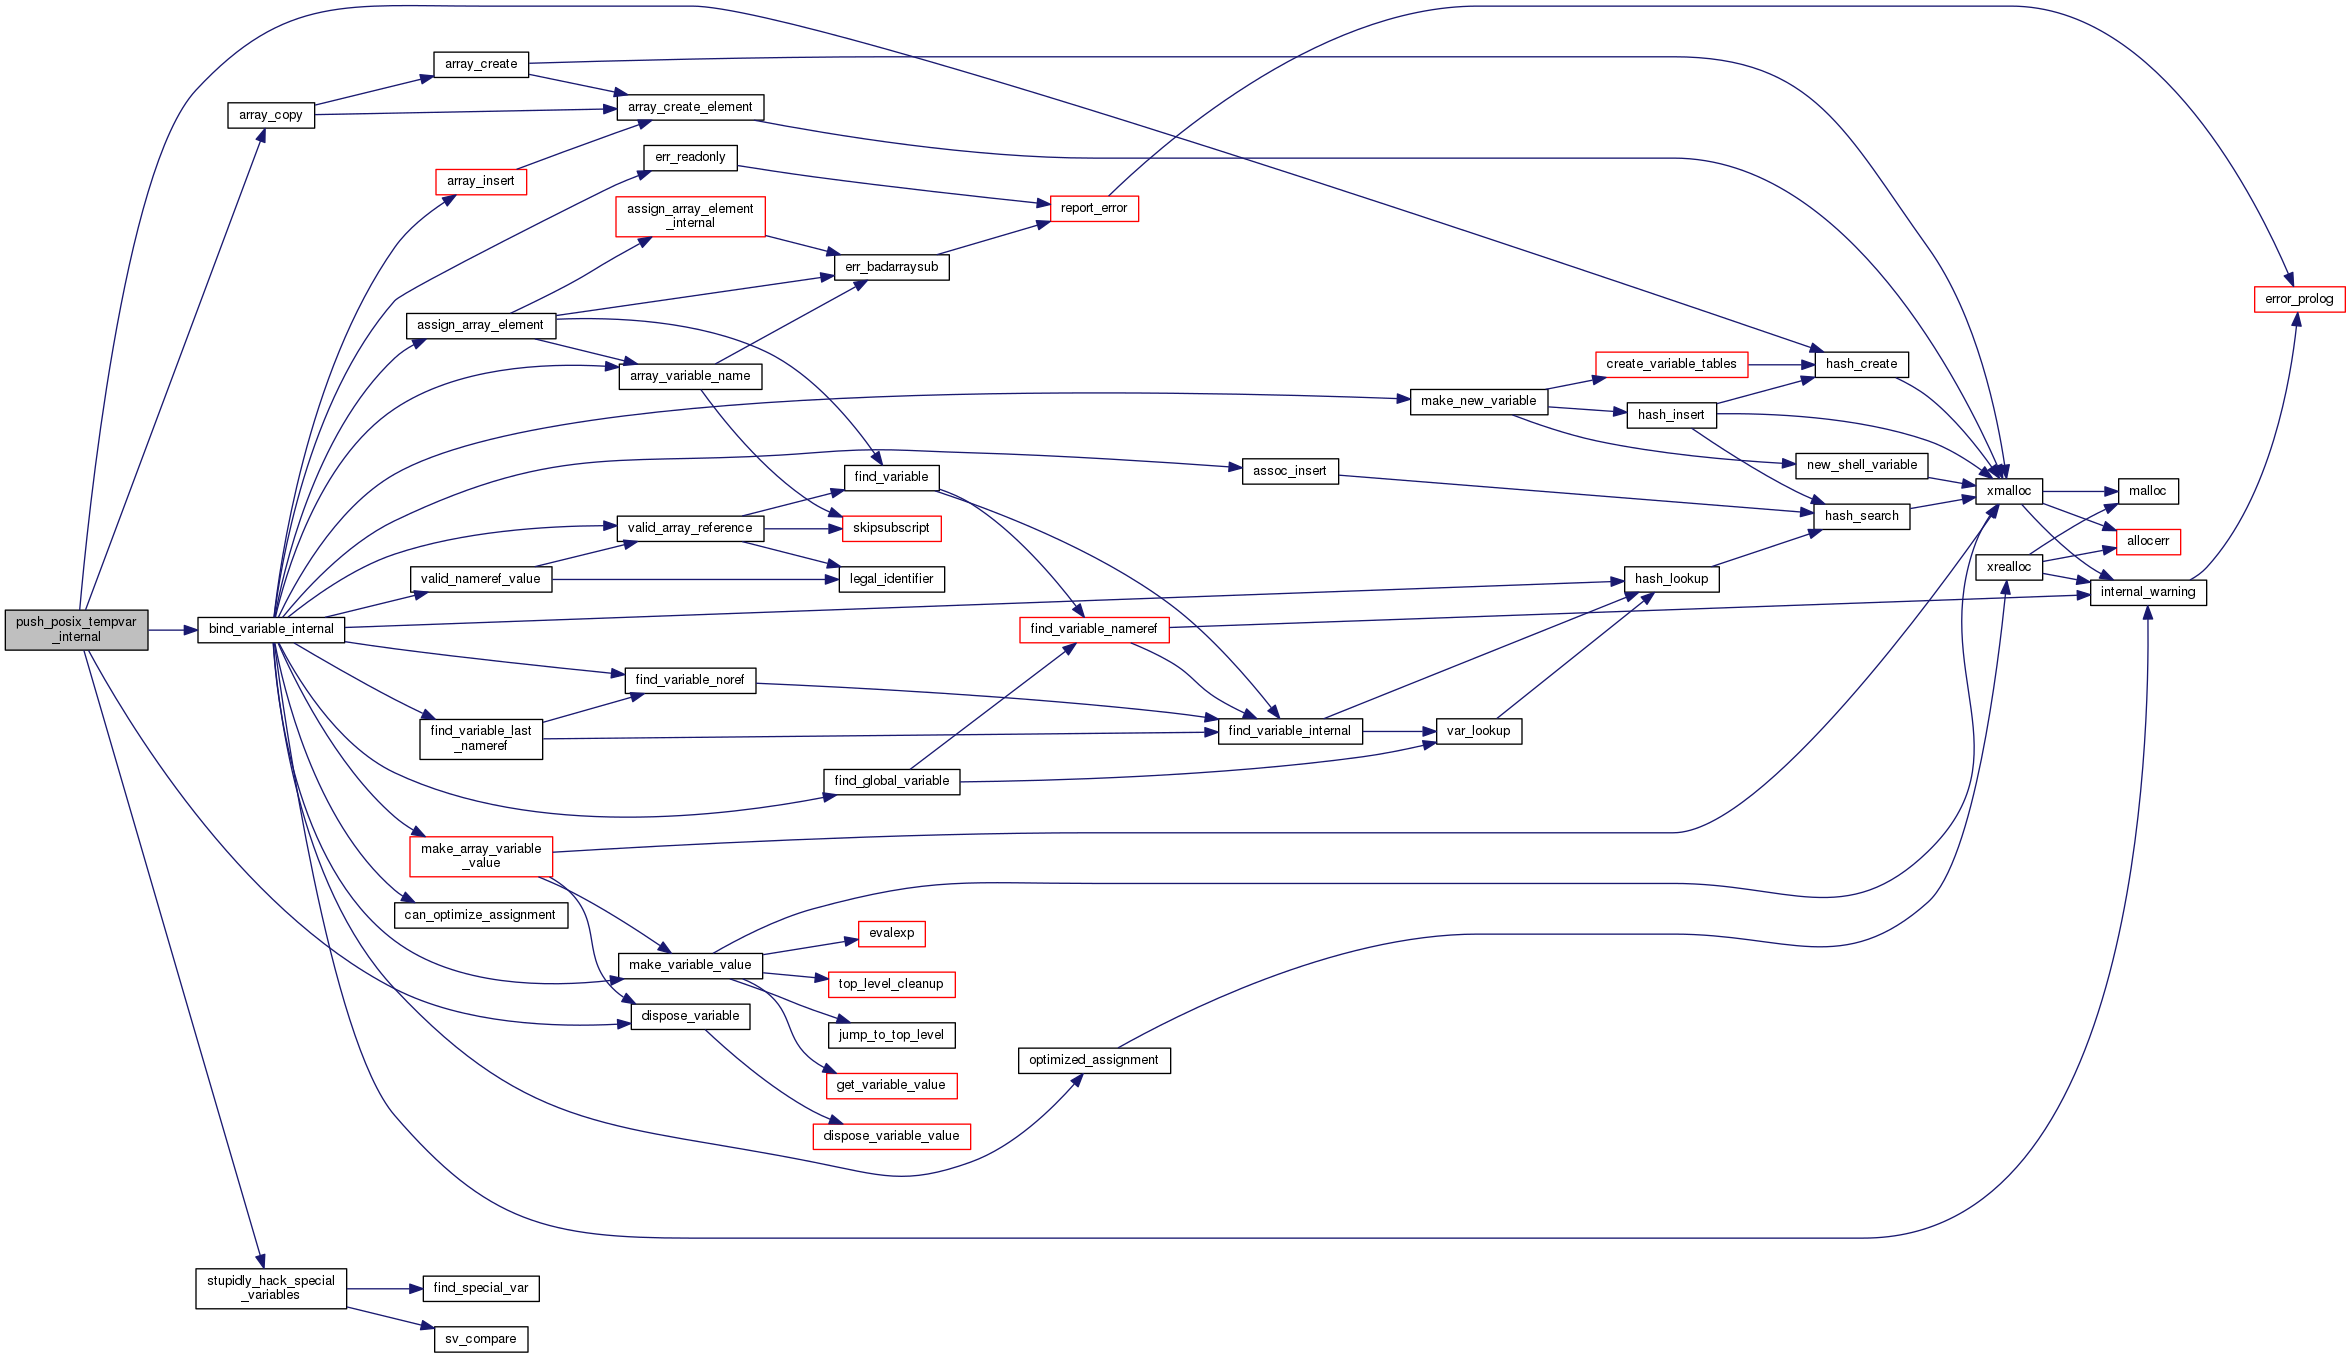 push_posix_tempvar
_internal
array_copy
bind_variable_internal
stupidly_hack_special
_variables
array_create
array_insert
assign_array_element
valid_nameref_value
find_variable_last
_nameref
make_array_variable
_value
can_optimize_assignment
find_special_var
sv_compare
array_create_element
err_readonly
assign_array_element
_internal
array_variable_name
valid_array_reference
find_variable_noref
make_variable_value
dispose_variable
err_badarraysub
find_variable
skipsubscript
legal_identifier
find_global_variable
evalexp
top_level_cleanup
jump_to_top_level
get_variable_value
dispose_variable_value
report_error
find_variable_nameref
optimized_assignment
assoc_insert
find_variable_internal
make_new_variable
var_lookup
create_variable_tables
hash_insert
hash_lookup
hash_create
new_shell_variable
hash_search
xmalloc
xrealloc
malloc
allocerr
internal_warning
error_prolog